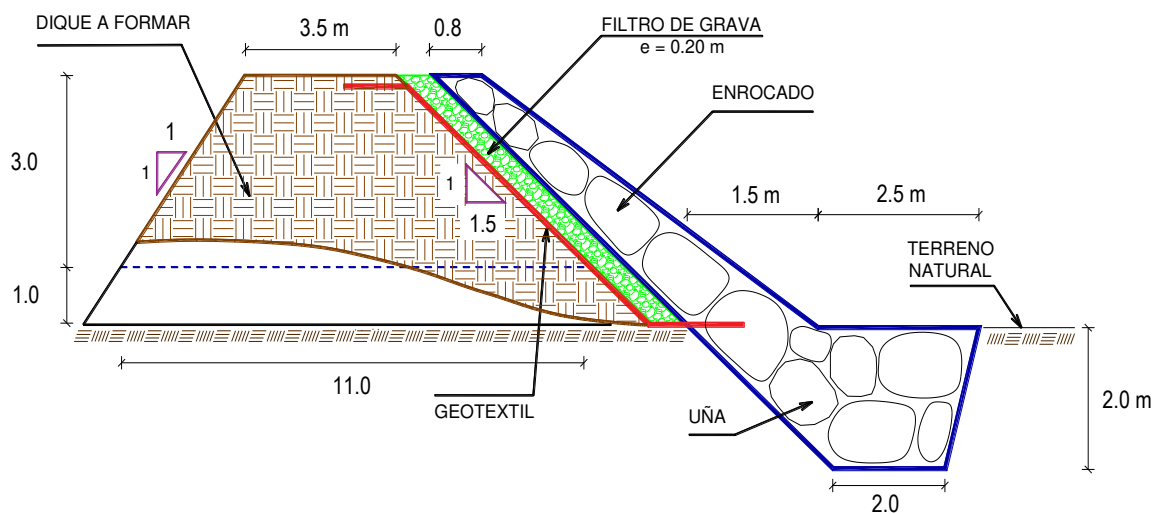 DIQUE A FORMAR
3.5 m
0.8
FILTRO DE GRAVA
e = 0.20 m
ENROCADO
1
1
3.0
1
1.5
1.5 m
2.5 m
TERRENO
NATURAL
1.0
11.0
GEOTEXTIL
UÑA
2.0 m
2.0